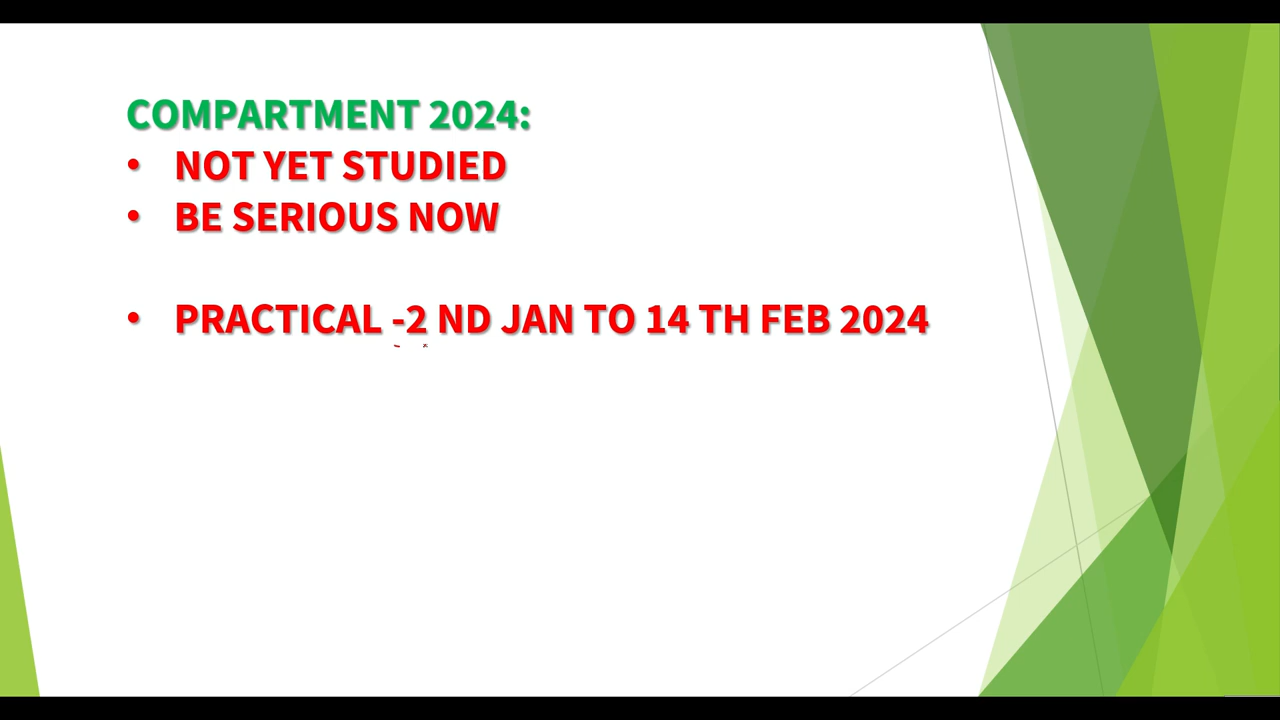 COMPARTMENT 2024:
• NOT YET STUDIED
• BE SERIOUS NOW
• PRACTICAL -2 ND JAN TO 14 TH FEB 2024